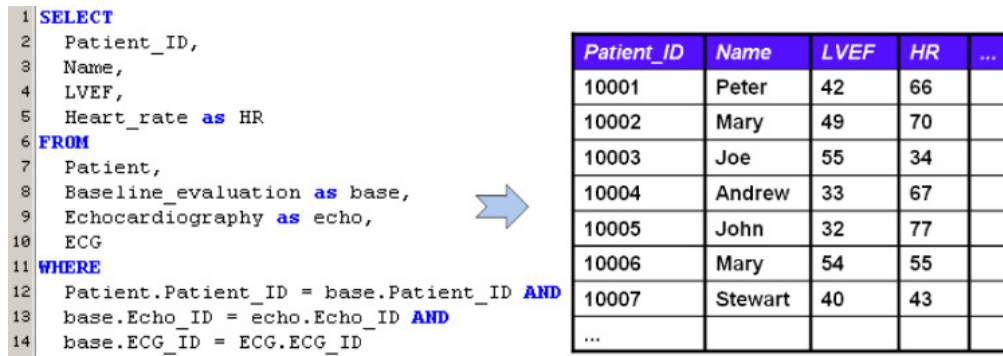 1 SELECT
2 Patient_ID,
3 Name,
4 LVEF,
5 Heart_rate as HR
6 FROM
7 Patient,
8 Baseline_evaluation as base,
9 Echocardiography as echo,
10 ECG
11 WHERE
12 Patient.Patient_ID = base.Patient_ID AND
13 base.Echo_ID = echo.Echo_ID AND
14 base.ECG_ID = ECG.ECG_ID
Patient_ID Name LVEF HR ...
10001 Peter 42 66
10002 Mary 49 70
10003 Joe 55 34
10004 Andrew 33 67
10005 John 32 77
10006 Mary 54 55
10007 Stewart 40 43
...